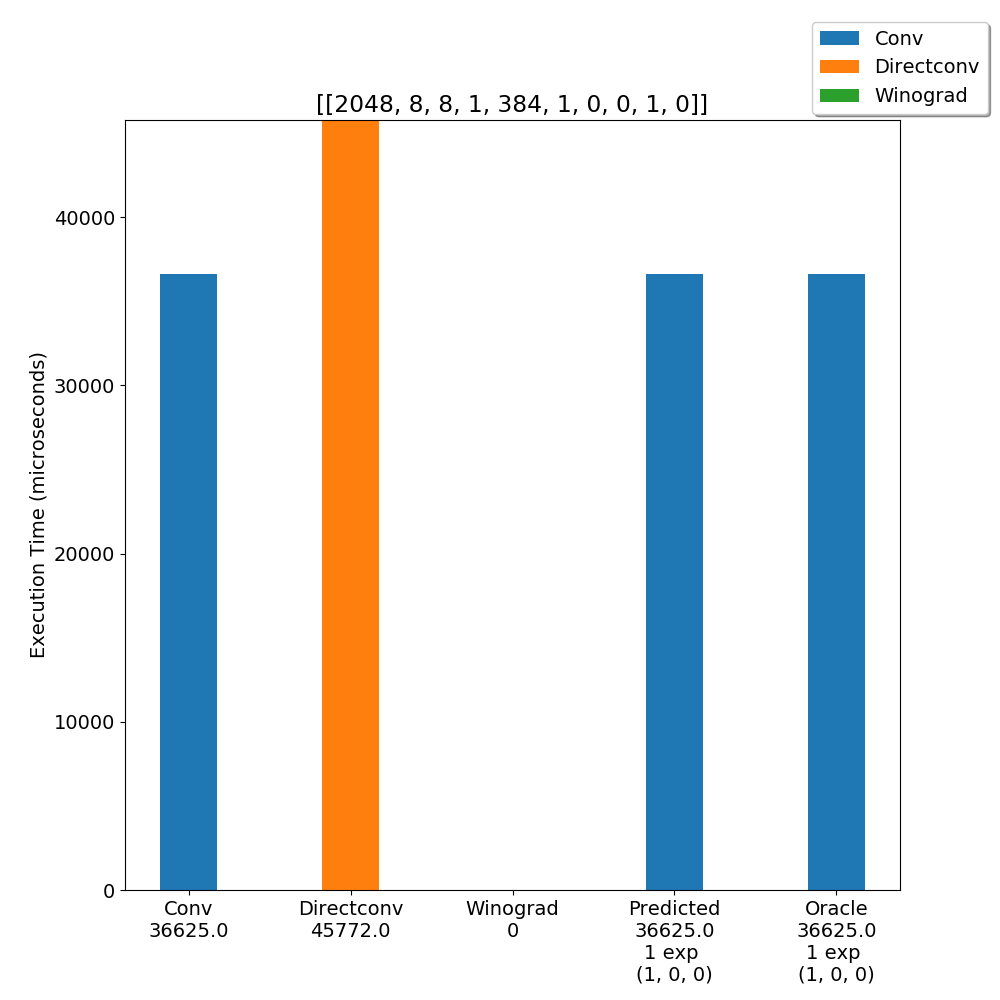 Conv
Directconv
Winograd
[[2048, 8, 8, 1, 384, 1, 0, 0, 1, 0]]
Execution Time (microseconds)
40000
30000
20000
10000
0
Conv
36625.0
Directconv
45772.0
Winograd
0
Predicted
36625.0
1 exp
(1, 0, 0)
Oracle
36625.0
1 exp
(1, 0, 0)